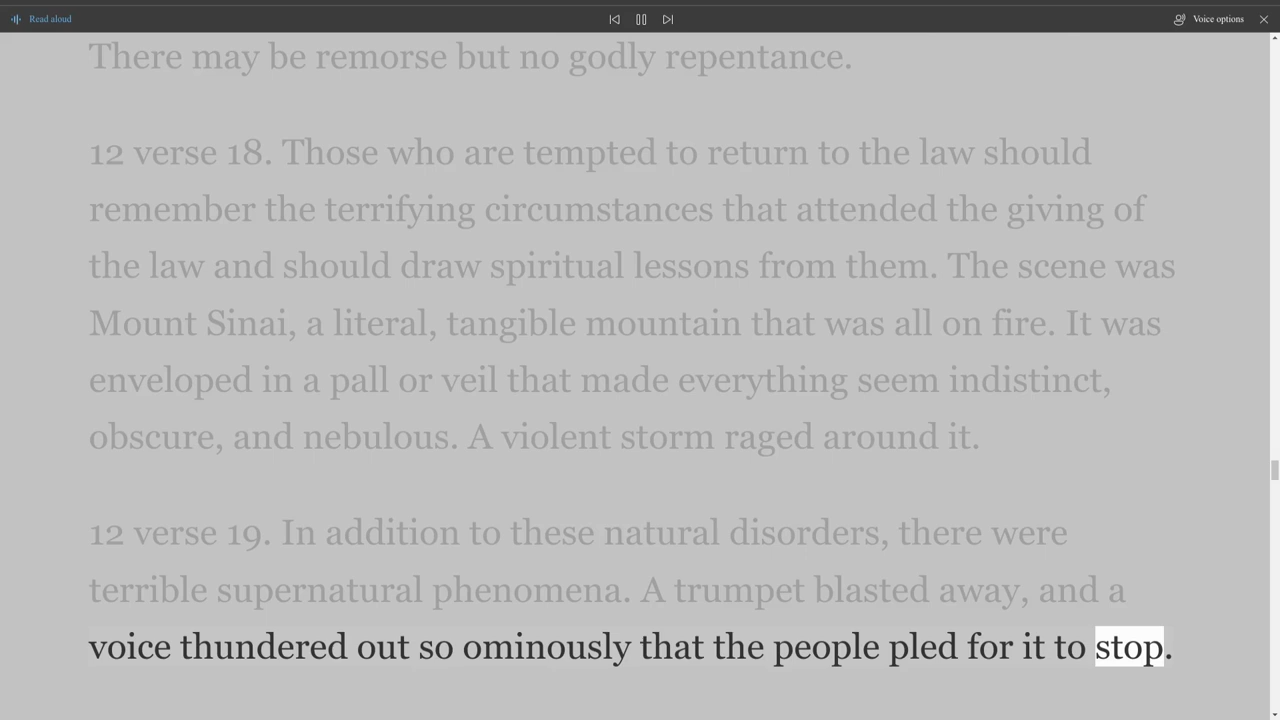 Read aloud
Voice options
There may be remorse but no godly repentance.
12 verse 18. Those who are tempted to return to the law should
remember the terrifying circumstances that attended the giving of
the law and should draw spiritual lessons from them. The scene was
Mount Sinai, a literal, tangible mountain that was all on fire. It was
enveloped in a pall or veil that made everything seem indistinct,
obscure, and nebulous. A violent storm raged around it.
12 verse 19. In addition to these natural disorders, there were
terrible supernatural phenomena. A trumpet blasted away, and a
voice thundered out so ominously that the people pled for it to stop.